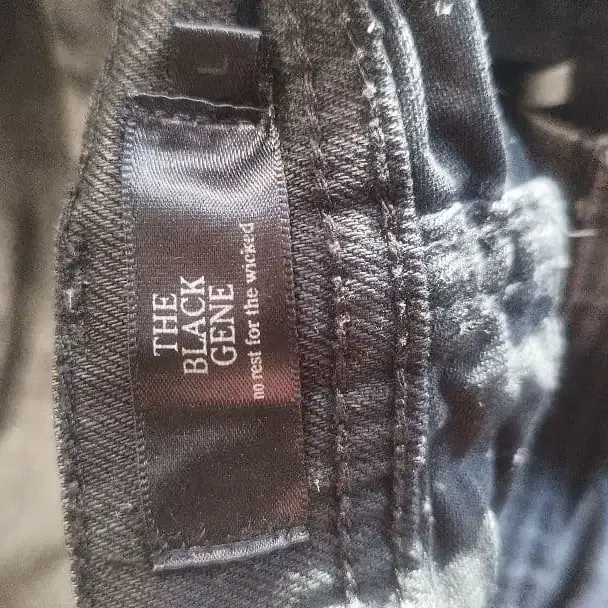 L
THE
BLACK
GENE
no rest for the wicked